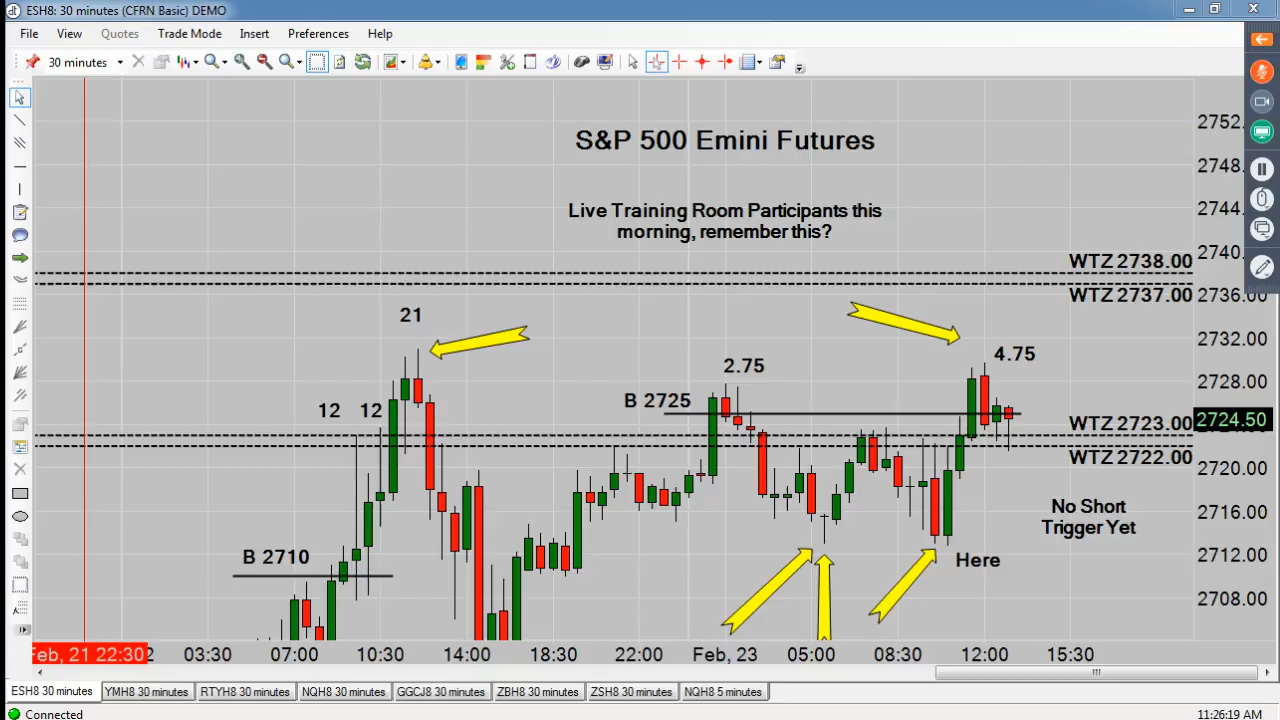 ESH8: 30 minutes (CFRN Basic) DEMO
File View Quotes Trade Mode Insert Preferences Help
30 minutes
S&P 500 Emini Futures
Live Training Room Participants this
morning, remember this?
WTZ 2738.00
WTZ 2737.00
21
4.75
2.75
12 12
B 2725
WTZ 2723.00
WTZ 2722.00
No Short
Trigger Yet
B 2710
Here
2752.
2748.
2744.
2740.
2736.00
2732.00
2728.00
2724.50
2720.00
2716.00
2712.00
2708.00
Feb, 21 22:30 2 03:30 07:00 10:30 14:00 18:30 22:00 Feb, 23 05:00 08:30 12:00 15:30
ESH8 30 minutes YMH8 30 minutes RTYH8 30 minutes NQH8 30 minutes GGCJ8 30 minutes ZBH8 30 minutes ZSH8 30 minutes NQH8 5 minutes
Connected 11:26:19 AM